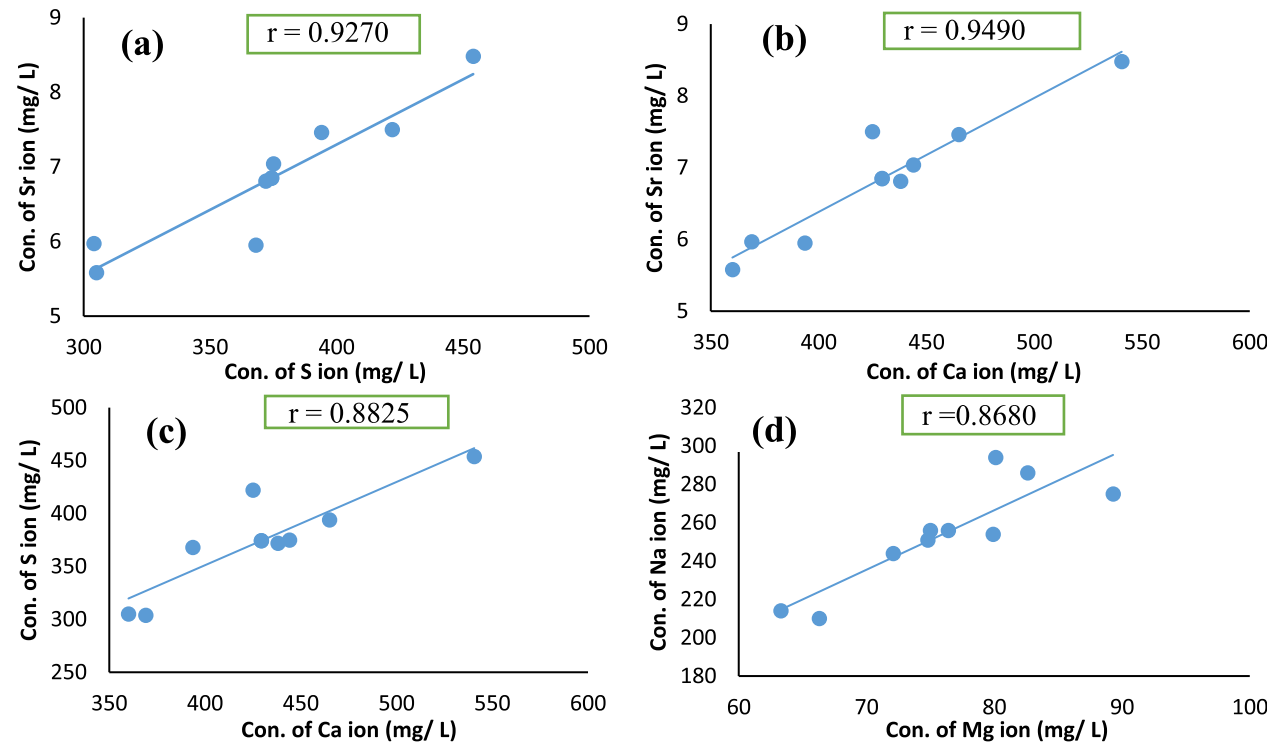 (a)
r = 0.9270
Con. of Sr ion (mg/ L)
9
8
7
6
5
300 350 400 450 500
Con. of S ion (mg/ L)
(b)
r = 0.9490
Con. of Sr ion (mg/ L)
9
8
7
6
5
350 400 450 500 550 600
Con. of Ca ion (mg/ L)
(c)
r = 0.8825
Con. of S ion (mg/ L)
500
450
400
350
300
250
350 400 450 500 550 600
Con. of Ca ion (mg/ L)
(d)
r =0.8680
Con. of Na ion (mg/ L)
320
300
280
260
240
220
200
180
60 70 80 90 100
Con. of Mg ion (mg/ L)